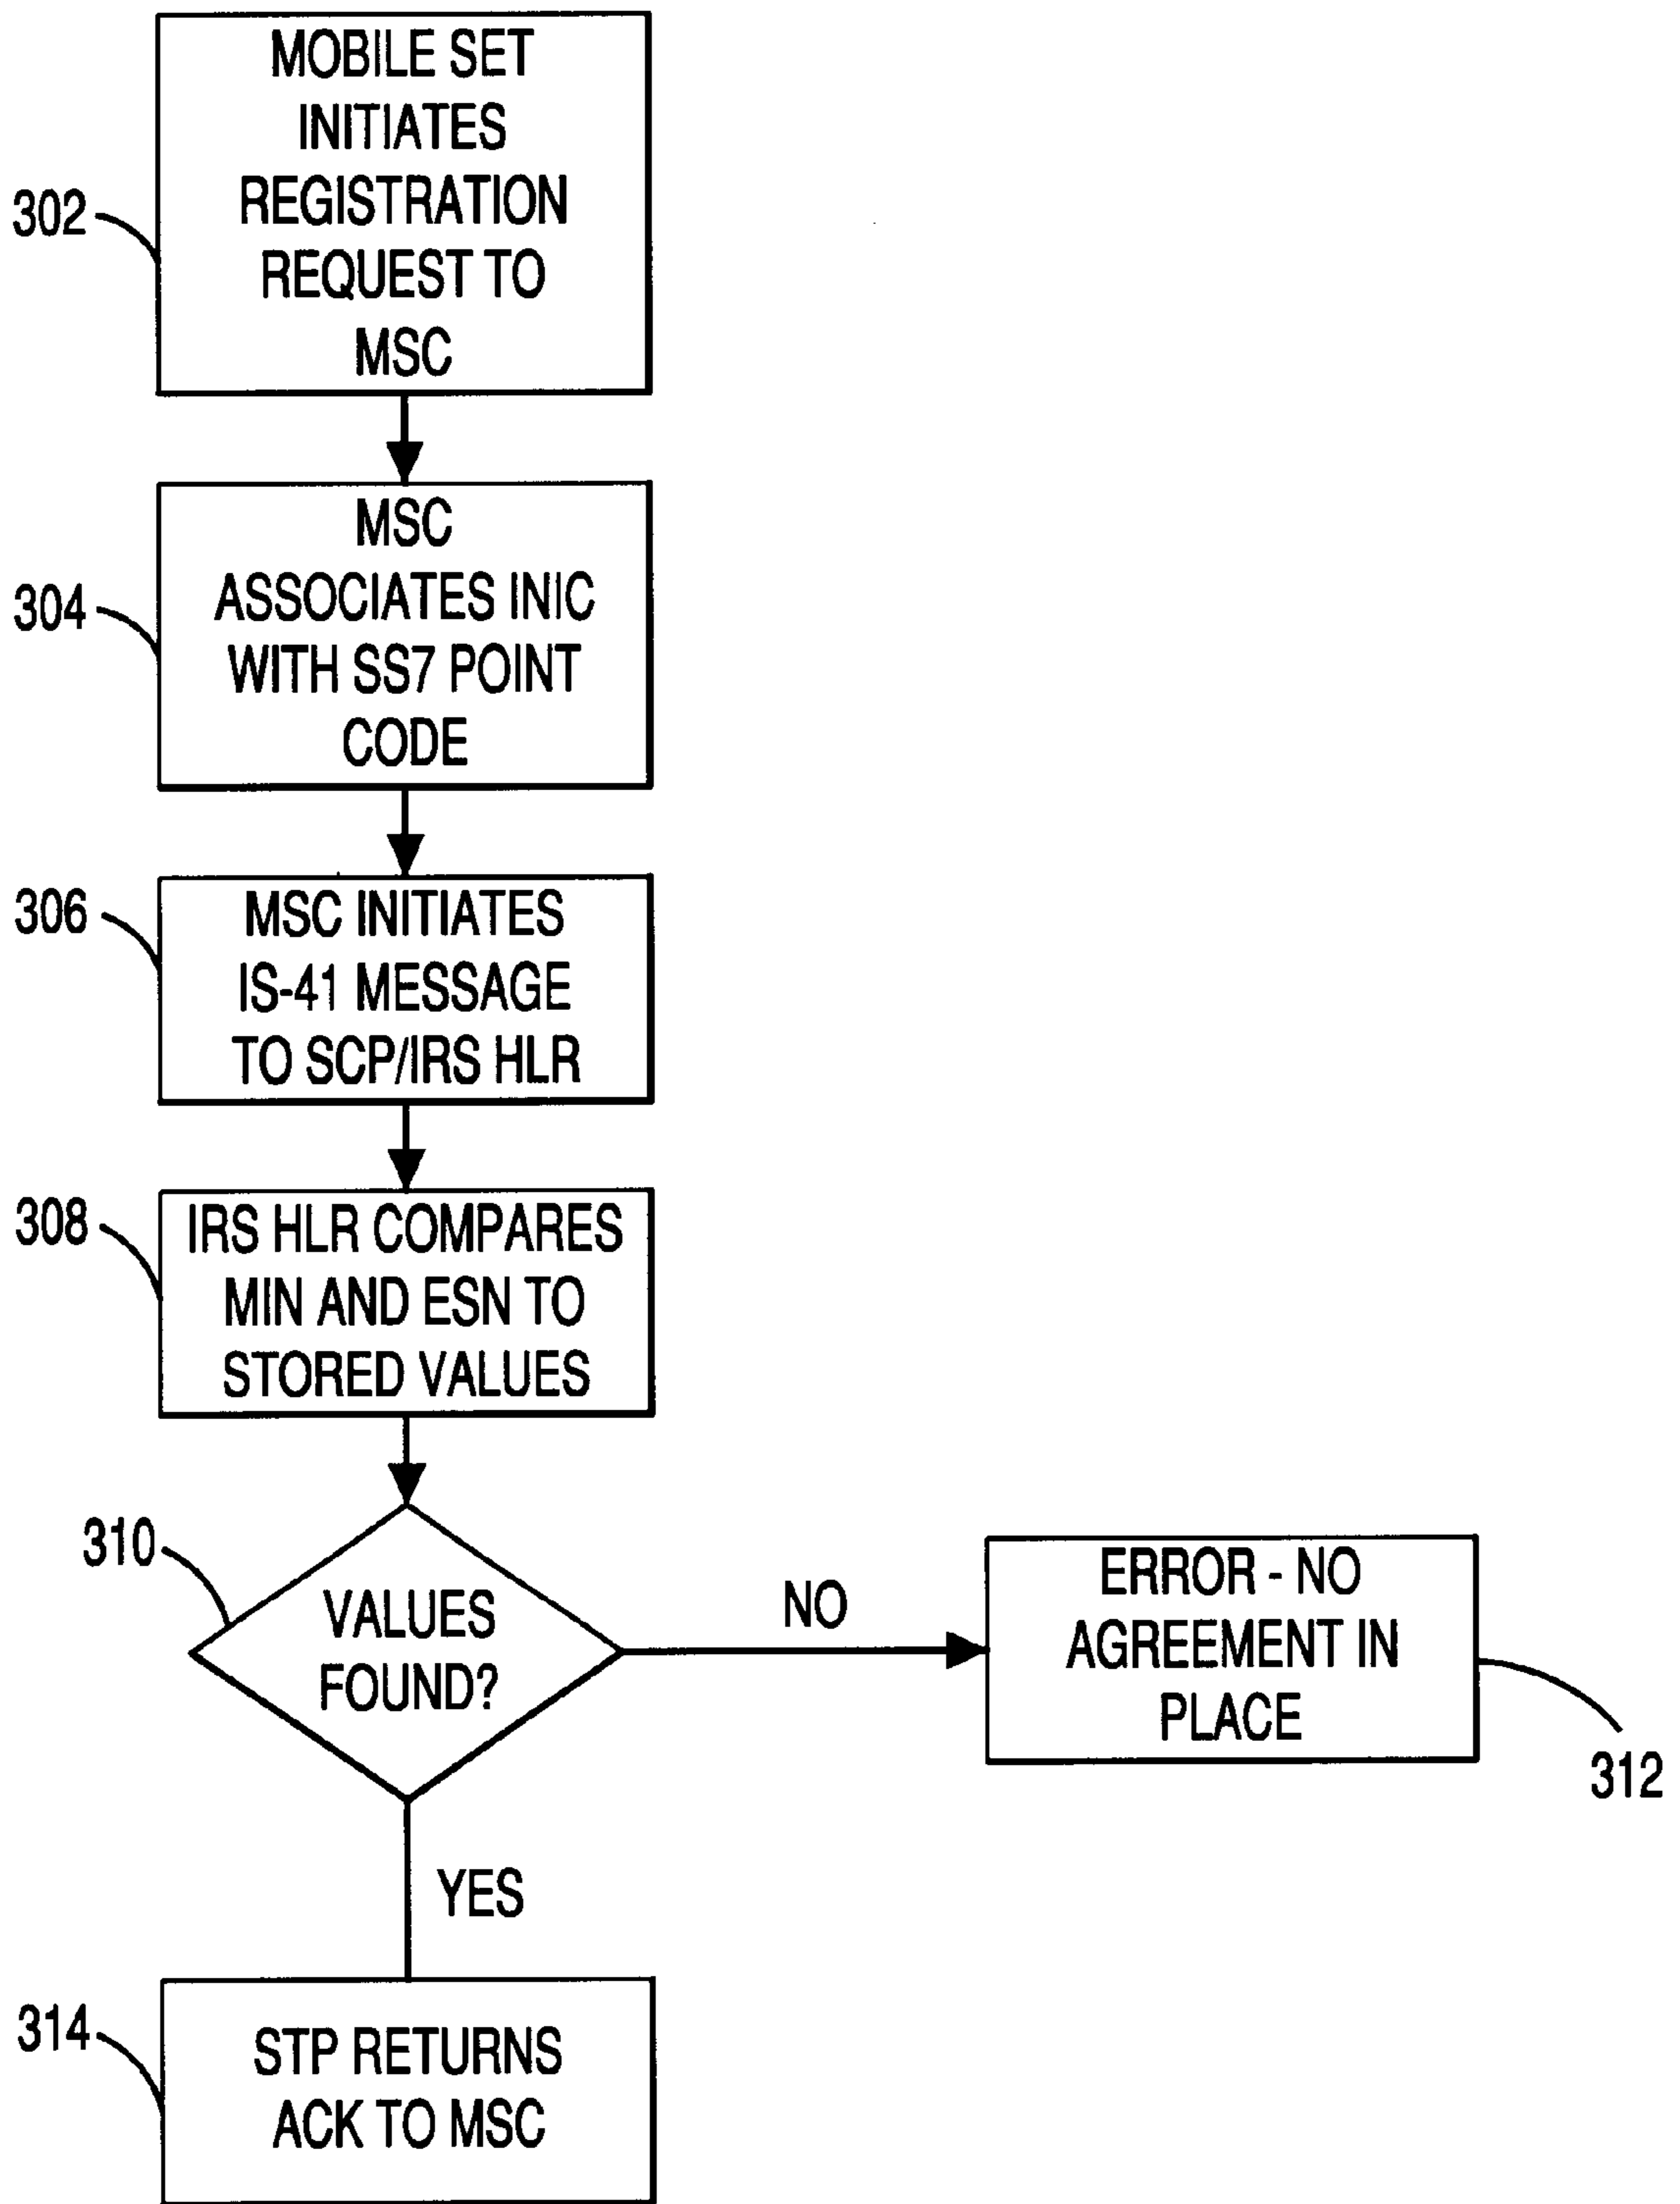 MOBILE SET
INITIATES
REGISTRATION
REQUEST TO
MSC
302
MSC
ASSOCIATES INIC
WITH SS7 POINT
CODE
304
MSC INITIATES
IS-41 MESSAGE
TO SCP/IRS HLR
306
IRS HLR COMPARES
MIN AND ESN TO
STORED VALUES
308
310
VALUES
FOUND?
NO
ERROR - NO
AGREEMENT IN
PLACE
312
YES
STP RETURNS
ACK TO MSC
314